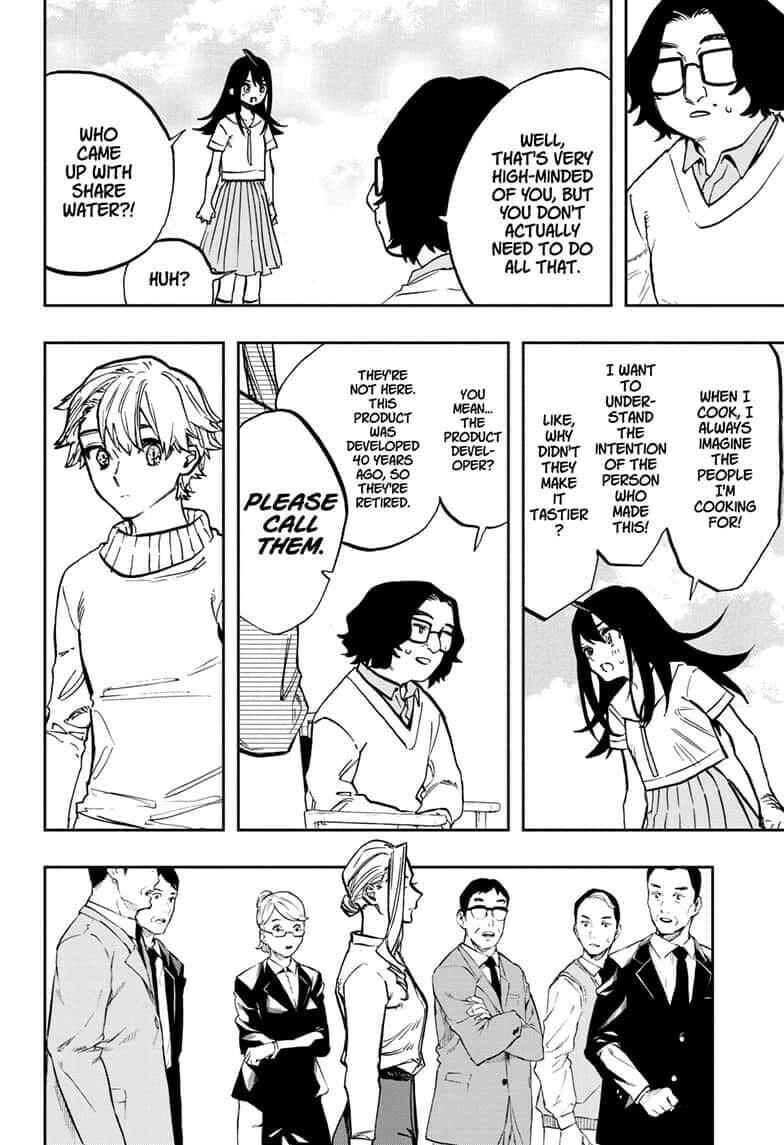 WELL,
THAT'S VERY
HIGH-MINDED
OF YOU, BUT
YOU DON'T
ACTUALLY
NEED TO DO
ALL THAT.
WHO
CAME
UP WITH
SHARE
WATER?!
HUH?
WHEN I
COOK, I
ALWAYS
IMAGINE
THE
PEOPLE
I'M
COOKING
FOR!
I WANT
TO
UNDER-
STAND
THE
INTENTION
OF THE
PERSON
WHO
MADE
THIS!
LIKE,
WHY
DIDN'T
THEY
MAKE
IT
TASTIER
?
YOU
MEAN...
THE
PRODUCT
DEVEL-
OPER?
THEY'RE
NOT HERE.
THIS
PRODUCT
WAS
DEVELOPED
40 YEARS
AGO, SO
THEY'RE
RETIRED.
PLEASE
CALL
THEM.